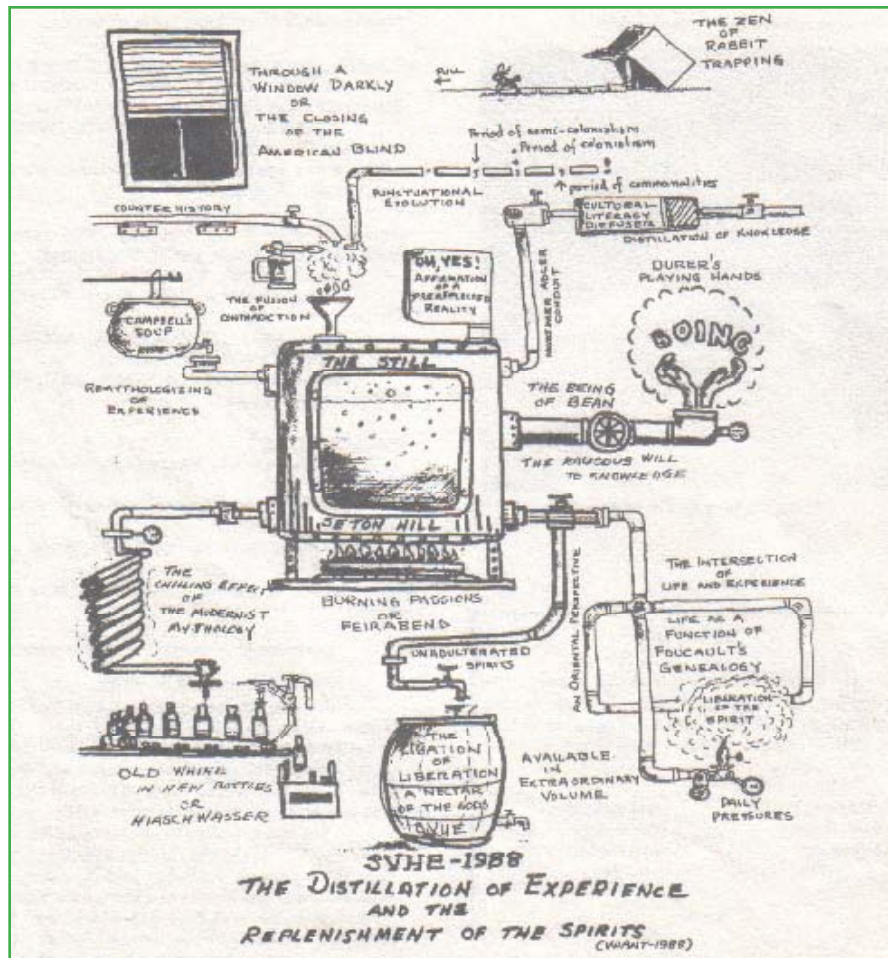 THE ZEN
OF
RABBIT
TRAPPING
PULL
THROUGH A
WINDOW DARKLY
OR
THE CLOSING
OF THE
AMERICAN BLIND
Period of semi-colonialism
Period of colonialism
period of commonalities
PUNCTUATIONAL
EVOLUTION
COUNTER HISTORY
CULTURAL
LITERACY
DIFFUSER
DISTILLATION OF KNOWLEDGE
OH, YES!
AFFIRMATION
OF A
REALITY
ADLER
CONDUIT
DURER'S
PLAYING HANDS
BOING
THE FUSION
OF
CONTRADICTION
CAMPBELL'S
SOUP
REMYTHOLOGIZING
OF
EXPERIENCE
THE STILL
SETON HILL
THE BEING
OF BEAN
THE RAUCOUS WILL
TO KNOWLEDGE
BURNING PASSIONS
OR
FEIRABEND
THE
CHILLING EFFECT
OF
THE MODERNIST
MYTHOLOGY
UNADULTERATED
SPIRITS
AN ORIENTAL PERSPECTIVE
THE INTERSECTION
OF
LIFE AND EXPERIENCE
LIFE AS A
FUNCTION OF
FOUCAULT'S
GENEALOGY
LIBERATION
OF THE
SPIRIT
DAILY
PRESSURES
OLD WHINE
IN NEW BOTTLES
OR
HIRSCHWASSER
THE
LIBATION
OF
LIBERATION
A NECTAR
OF THE GODS
SVHE
AVAILABLE
IN
EXTRAORDINARY
VOLUME
SVHE-1988
THE DISTILLATION OF EXPERIENCE
AND THE
REPLENISHMENT OF THE SPIRITS